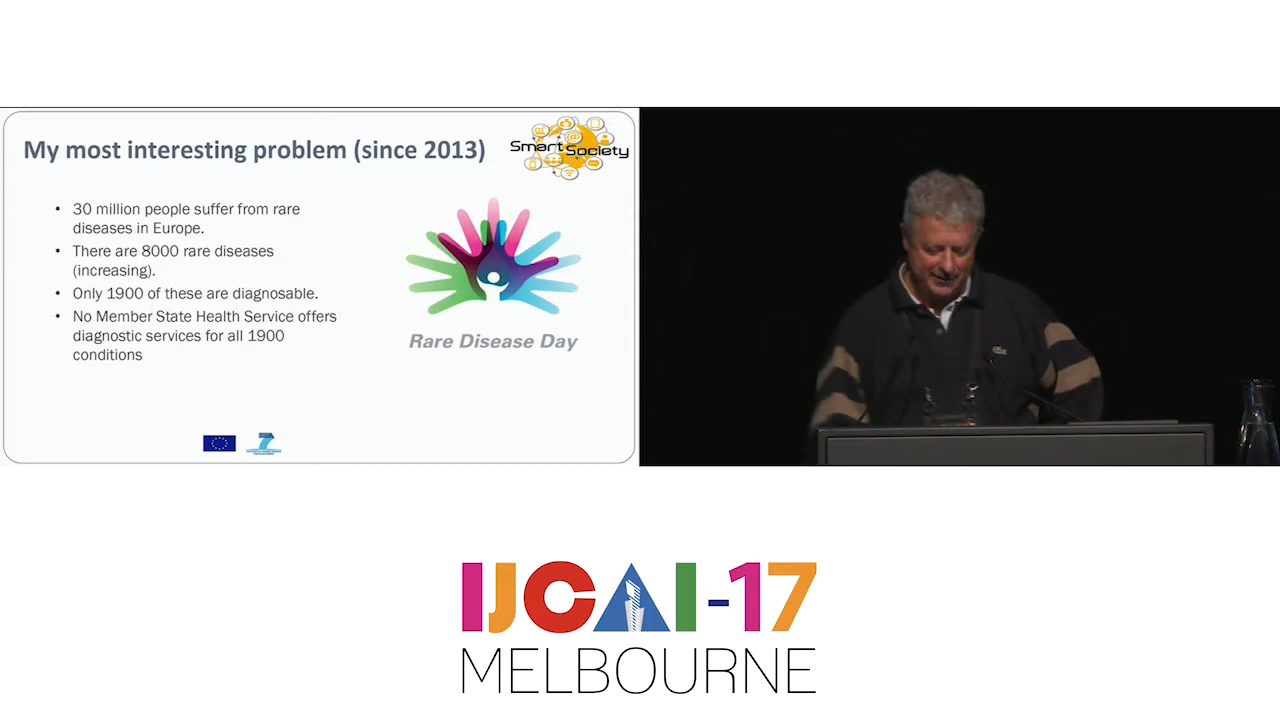 My most interesting problem (since 2013)
Smart Society
• 30 million people suffer from rare
diseases in Europe.
• There are 8000 rare diseases
(increasing).
• Only 1900 of these are diagnosable.
• No Member State Health Service offers
diagnostic services for all 1900
conditions
Rare Disease Day
7
IJCAI-17
MELBOURNE